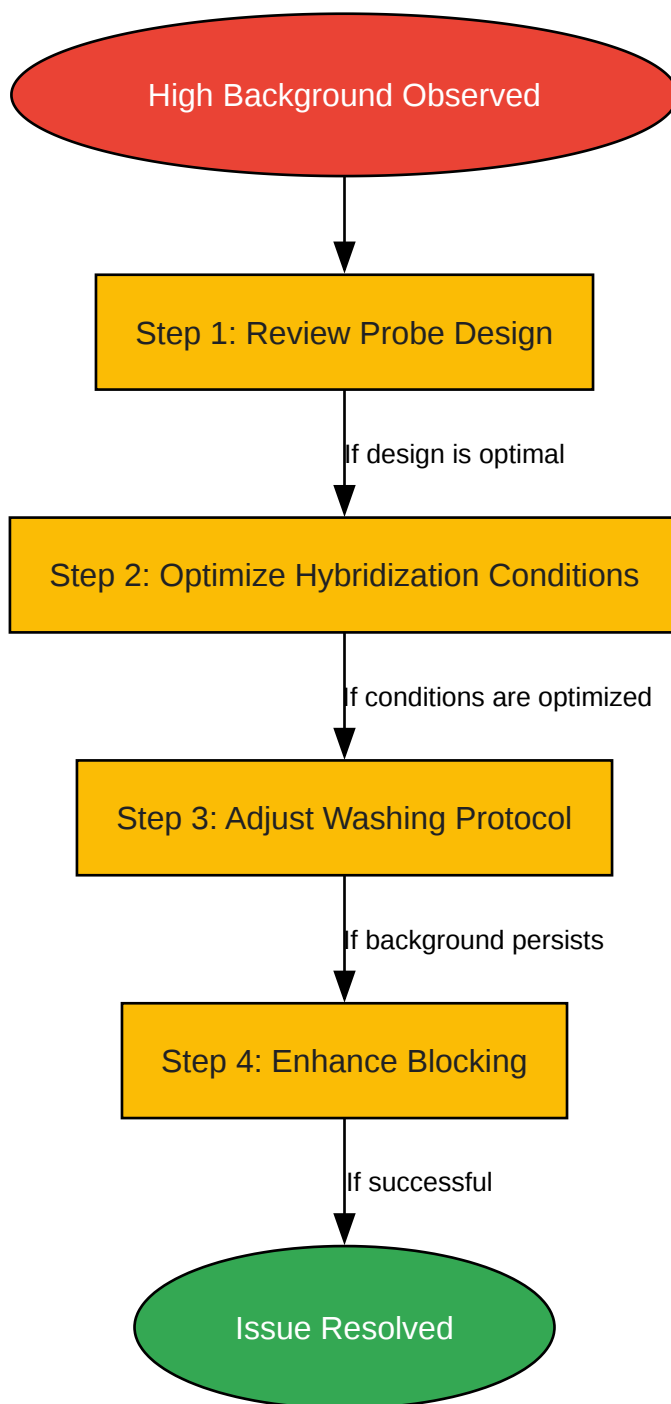 High Background Observed
Step 1: Review Probe Design
If design is optimal
Step 2: Optimize Hybridization Conditions
If conditions are optimized
Step 3: Adjust Washing Protocol
If background persists
Step 4: Enhance Blocking
If successful
Issue Resolved